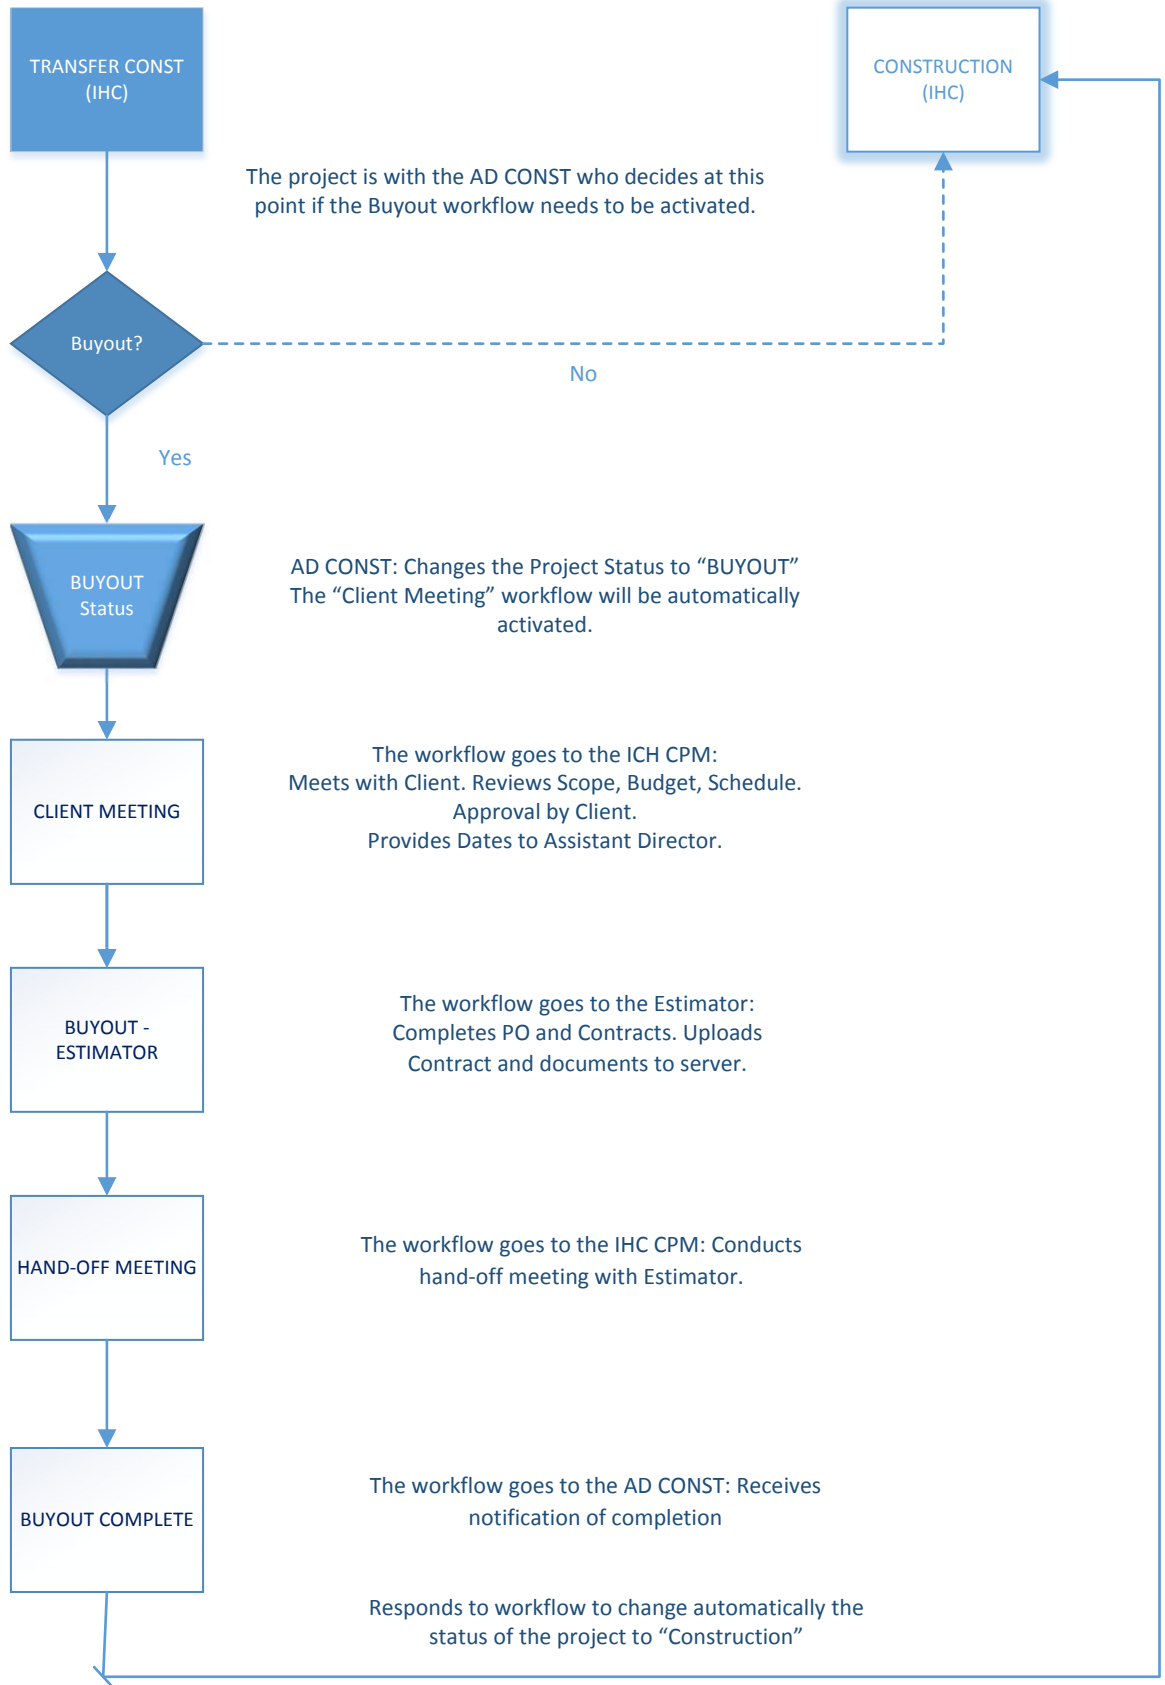 TRANSFER CONST
(IHC)
CONSTRUCTION
(IHC)
The project is with the AD CONST who decides at this
point if the Buyout workflow needs to be activated.
Buyout?
No
Yes
BUYOUT
Status
AD CONST: Changes the Project Status to “BUYOUT”
The “Client Meeting” workflow will be automatically
activated.
CLIENT MEETING
The workflow goes to the ICH CPM:
Meets with Client. Reviews Scope, Budget, Schedule.
Approval by Client.
Provides Dates to Assistant Director.
BUYOUT -
ESTIMATOR
The workflow goes to the Estimator:
Completes PO and Contracts. Uploads
Contract and documents to server.
HAND-OFF MEETING
The workflow goes to the IHC CPM: Conducts
hand-off meeting with Estimator.
BUYOUT COMPLETE
The workflow goes to the AD CONST: Receives
notification of completion
Responds to workflow to change automatically the
status of the project to “Construction”